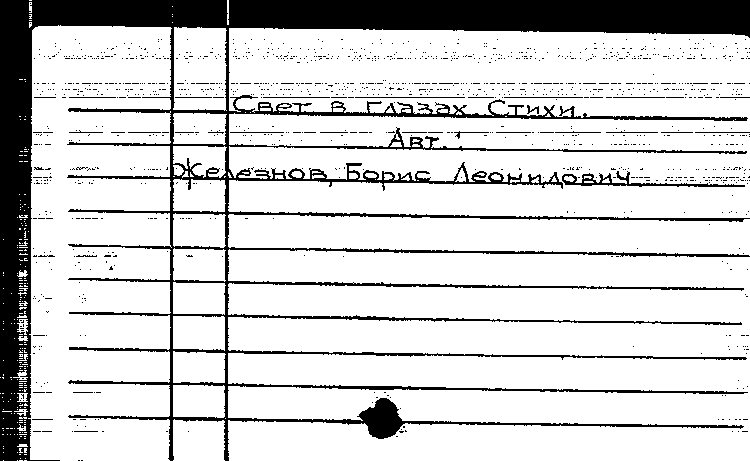 Свет в глазах. Стихи.
Авт.:
Железнов, Борис Леонидович